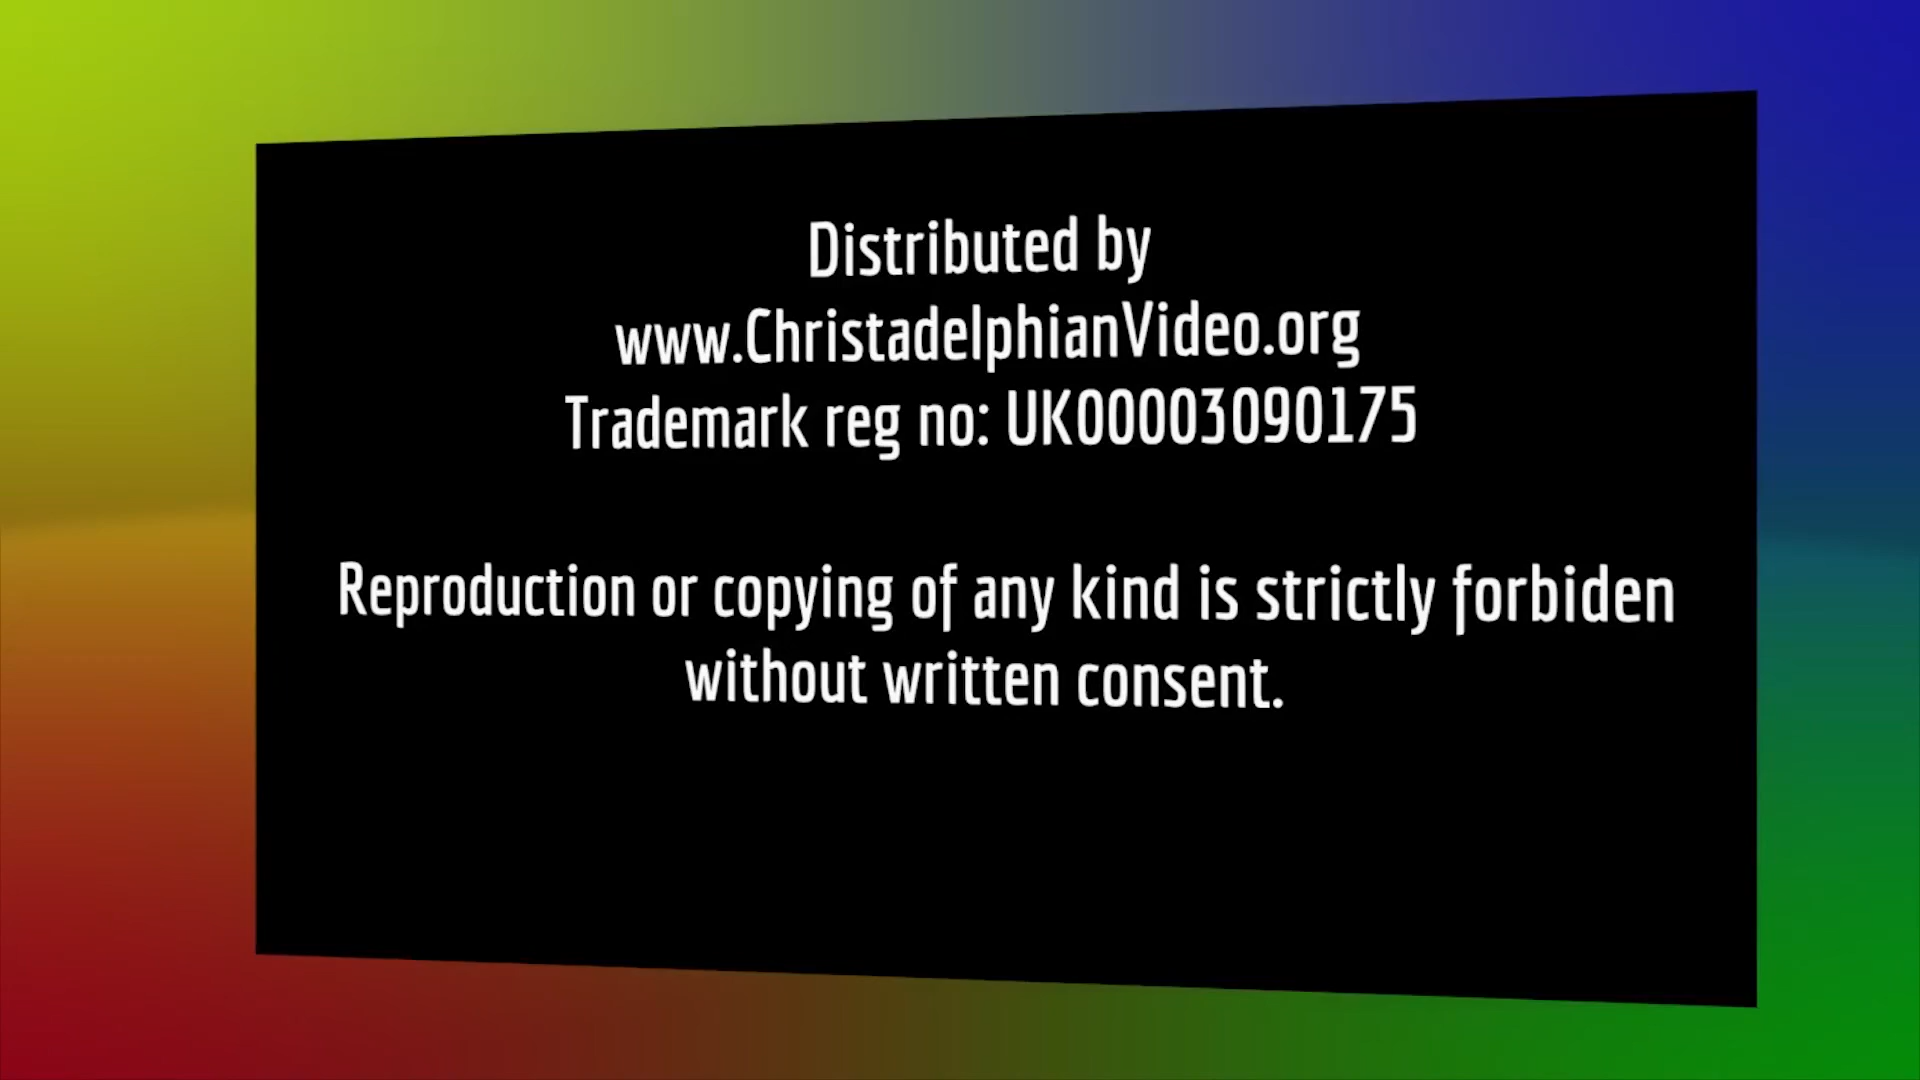 Distributed by
www.ChristadelphianVideo.org
Trademark reg no: UK00003090175
Reproduction or copying of any kind is strictly forbiden
without written consent.